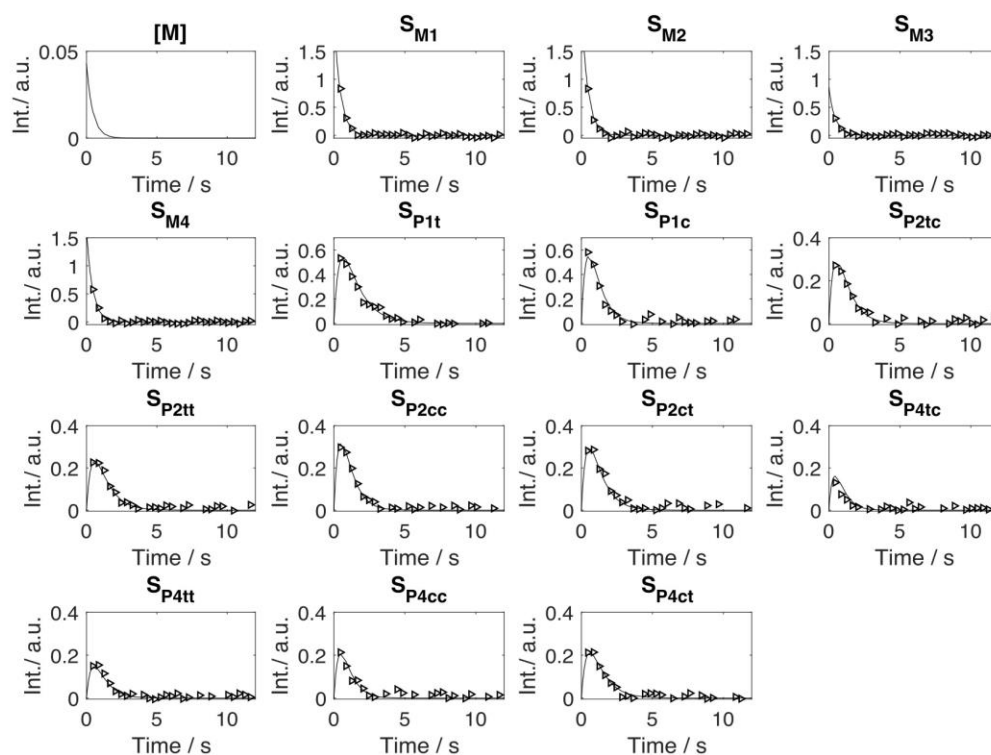 [M] S_M1 S_M2 S_M3
0.05 1.5 1.5 1.5
Int./ a.u. Int./ a.u. Int./ a.u. Int./ a.u.
1 1 1
0.5 0.5 0.5
0 0 0 0
0 5 10 0 5 10 0 5 10 0 5 10
Time / s Time / s Time / s Time / s
S_M4 S_P1t S_P1c S_P2tc
1.5 0.6 0.6 0.4
Int./ a.u. Int./ a.u. Int./ a.u. Int./ a.u.
1 0.4 0.4 0.2
0.5 0.2 0.2
0 0 0 0
0 5 10 0 5 10 0 5 10 0 5 10
Time / s Time / s Time / s Time / s
S_P2tt S_P2cc S_P2ct S_P4tc
0.4 0.4 0.4 0.4
Int./ a.u. Int./ a.u. Int./ a.u. Int./ a.u.
0.2 0.2 0.2 0.2
0 0 0 0
0 5 10 0 5 10 0 5 10 0 5 10
Time / s Time / s Time / s Time / s
S_P4tt S_P4cc S_P4ct
0.4 0.4 0.4
Int./ a.u. Int./ a.u. Int./ a.u.
0.2 0.2 0.2
0 0 0
0 5 10 0 5 10 0 5 10
Time / s Time / s Time / s